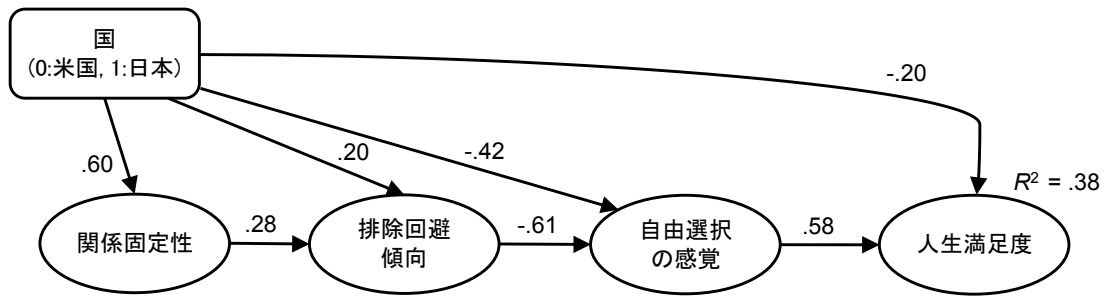 国
(0:米国, 1:日本)
-.20
.60
.20
-.42
R² = .38
関係固定性
.28
排除回避
傾向
-.61
自由選択
の感覚
.58
人生満足度